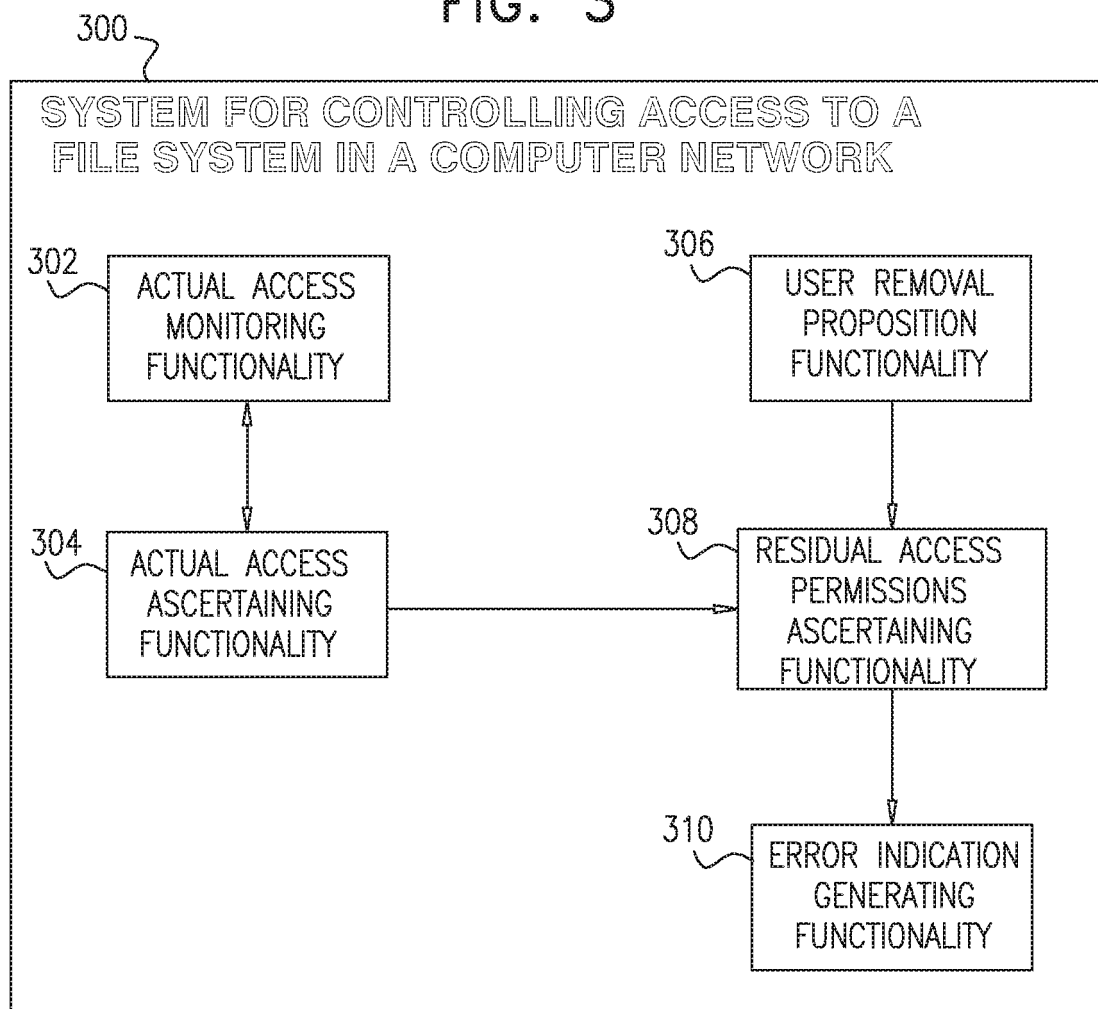 FIG. 3
300
SYSTEM FOR CONTROLLING ACCESS TO A
FILE SYSTEM IN A COMPUTER NETWORK
302
ACTUAL ACCESS
MONITORING
FUNCTIONALITY
306
USER REMOVAL
PROPOSITION
FUNCTIONALITY
304
ACTUAL ACCESS
ASCERTAINING
FUNCTIONALITY
308
RESIDUAL ACCESS
PERMISSIONS
ASCERTAINING
FUNCTIONALITY
310
ERROR INDICATION
GENERATING
FUNCTIONALITY